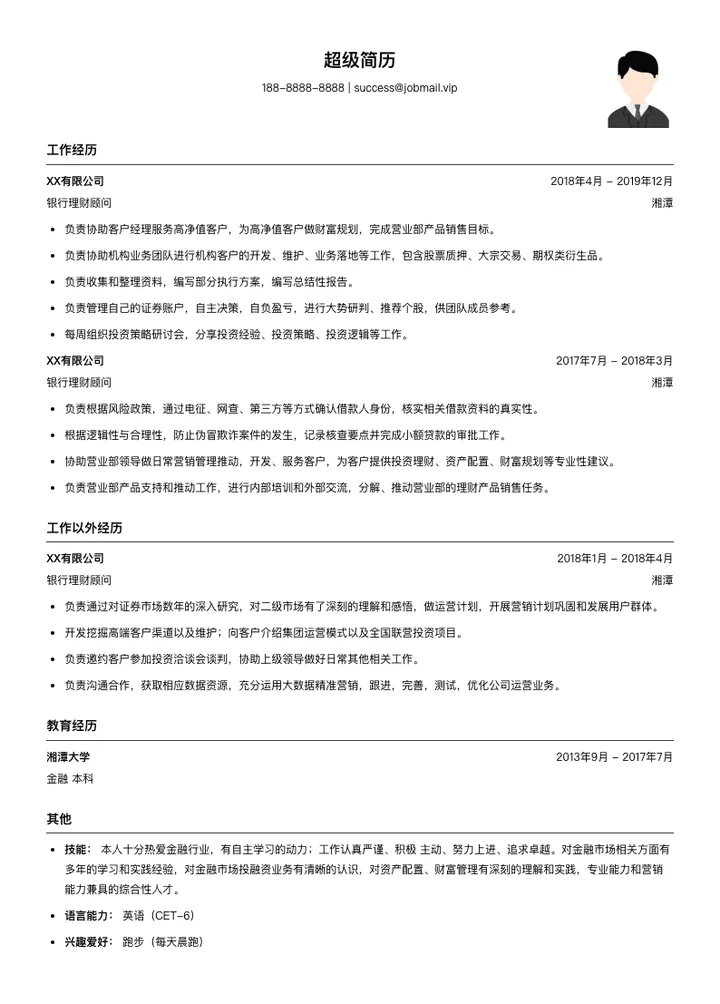 超级简历
188-8888-8888 | success@jobmail.vip
工作经历
XX有限公司 2018年4月 – 2019年12月
银行理财顾问 湘潭
• 负责协助客户经理服务高净值客户，为高净值客户做财富规划，完成营业部产品销售目标。
• 负责协助机构业务团队进行机构客户的开发、维护、业务落地等工作，包含股票质押、大宗交易、期权类衍生品。
• 负责收集和整理资料，编写部分执行方案，编写总结性报告。
• 负责管理自己的证券账户，自主决策，自负盈亏，进行大势研判、推荐个股，供团队成员参考。
• 每周组织投资策略研讨会，分享投资经验、投资策略、投资逻辑等工作。
XX有限公司 2017年7月 – 2018年3月
银行理财顾问 湘潭
• 负责根据风险政策，通过电征、网查、第三方等方式确认借款人身份，核实相关借款资料的真实性。
• 根据逻辑性与合理性，防止伪冒欺诈案件的发生，记录核查要点并完成小额贷款的审批工作。
• 协助营业部领导做日常营销管理推动，开发、服务客户，为客户提供投资理财、资产配置、财富规划等专业性建议。
• 负责营业部产品支持和推动工作，进行内部培训和外部交流，分解、推动营业部的理财产品销售任务。
工作以外经历
XX有限公司 2018年1月 – 2018年4月
银行理财顾问 湘潭
• 负责通过对证券市场数年的深入研究，对二级市场有了深刻的理解和感悟，做运营计划，开展营销计划巩固和发展用户群体。
• 开发挖掘高端客户渠道以及维护；向客户介绍集团运营模式以及全国联营投资项目。
• 负责邀约客户参加投资洽谈会谈判，协助上级领导做好日常其他相关工作。
• 负责沟通合作，获取相应数据资源，充分运用大数据精准营销，跟进，完善，测试，优化公司运营业务。
教育经历
湘潭大学 2013年9月 – 2017年7月
金融 本科
其他
• 技能： 本人十分热爱金融行业，有自主学习的动力；工作认真严谨、积极 主动、努力上进、追求卓越。对金融市场相关方面有
多年的学习和实践经验，对金融市场投融资业务有清晰的认识，对资产配置、财富管理有深刻的理解和实践，专业能力和营销
能力兼具的综合性人才。
• 语言能力： 英语（CET-6）
• 兴趣爱好： 跑步（每天晨跑）